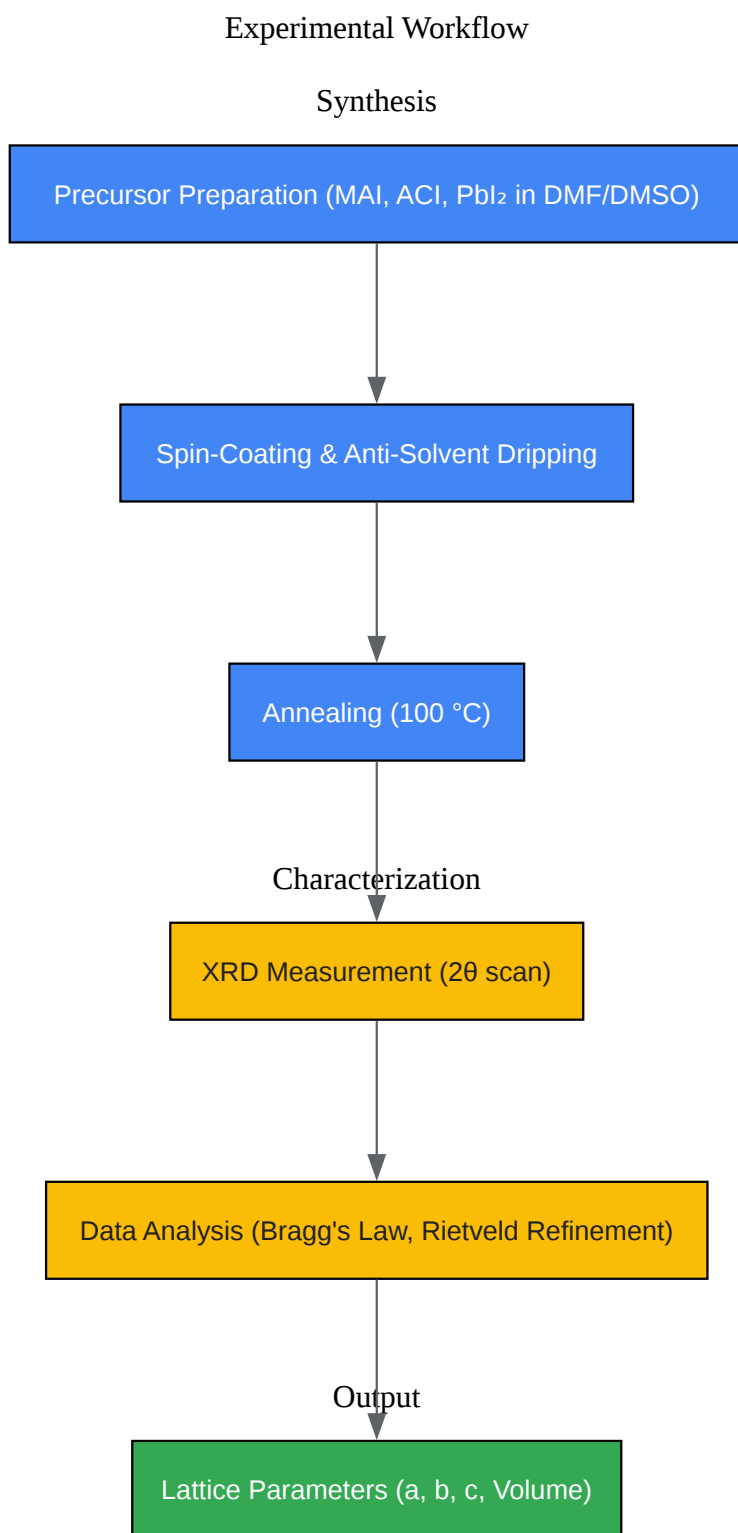 Experimental Workflow
Synthesis
Precursor Preparation (MAI, ACI, PbI₂ in DMF/DMSO)
Spin-Coating & Anti-Solvent Dripping
Annealing (100 °C)
Characterization
XRD Measurement (2θ scan)
Data Analysis (Bragg's Law, Rietveld Refinement)
Output
Lattice Parameters (a, b, c, Volume)